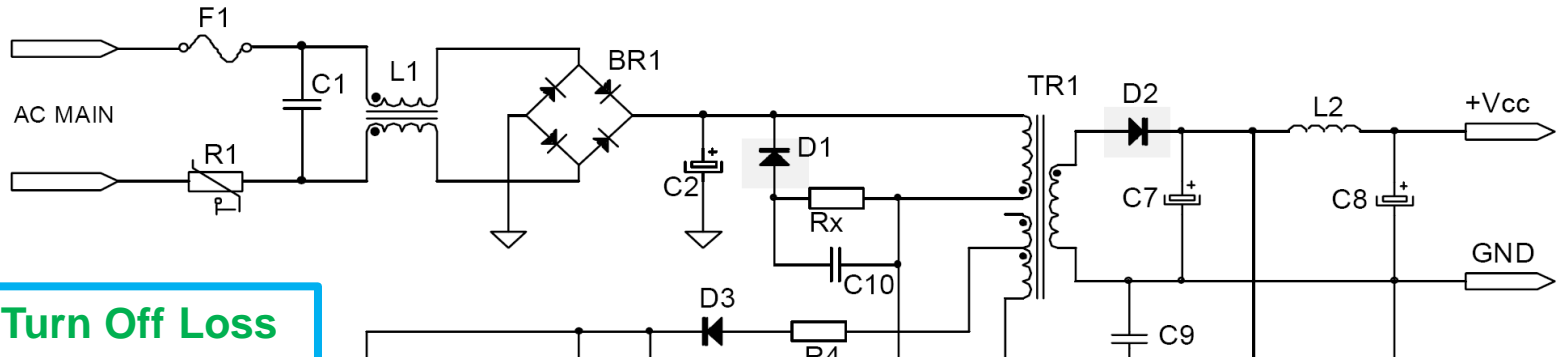 F1
BR1
L1
C1
TR1
D2
L2
+Vcc
AC MAIN
R1
T°
+
D1
C2
Rx
C7
+
C8
+
C10
GND
D3
Turn Off Loss
R4
C9